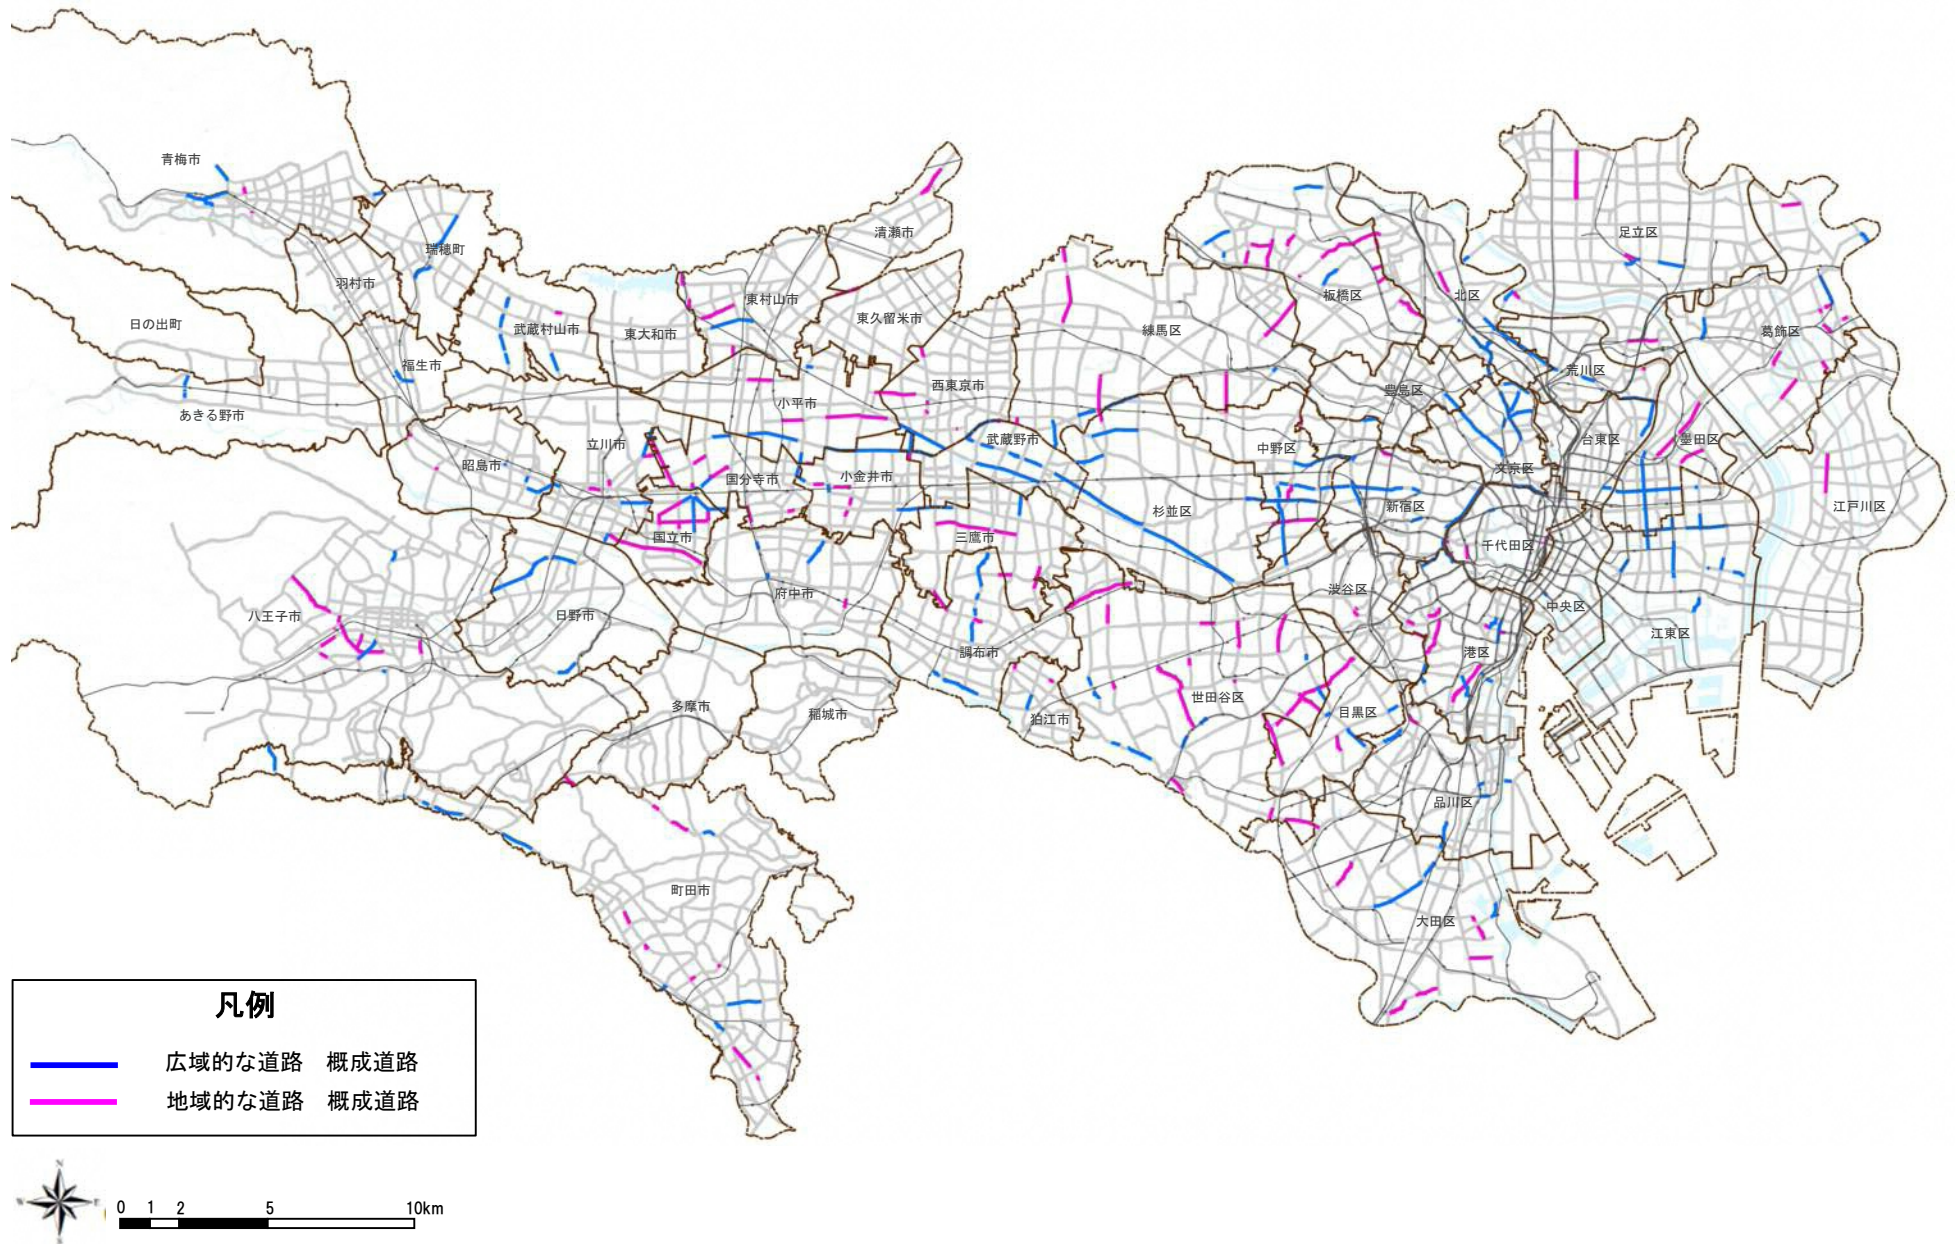 青梅市
瑞穂町
羽村市
日の出町
あきる野市
福生市
武蔵村山市
東大和市
東村山市
清瀬市
東久留米市
西東京市
小平市
立川市
昭島市
国分寺市
小金井市
武蔵野市
国立市
三鷹市
府中市
八王子市
日野市
調布市
多摩市
稲城市
狛江市
町田市
練馬区
板橋区
北区
足立区
葛飾区
荒川区
豊島区
中野区
文京区
台東区
墨田区
杉並区
新宿区
千代田区
江戸川区
渋谷区
中央区
江東区
港区
世田谷区
目黒区
品川区
大田区
凡例
広域的な道路 概成道路
地域的な道路 概成道路
N
W E
S
0 1 2 5 10km